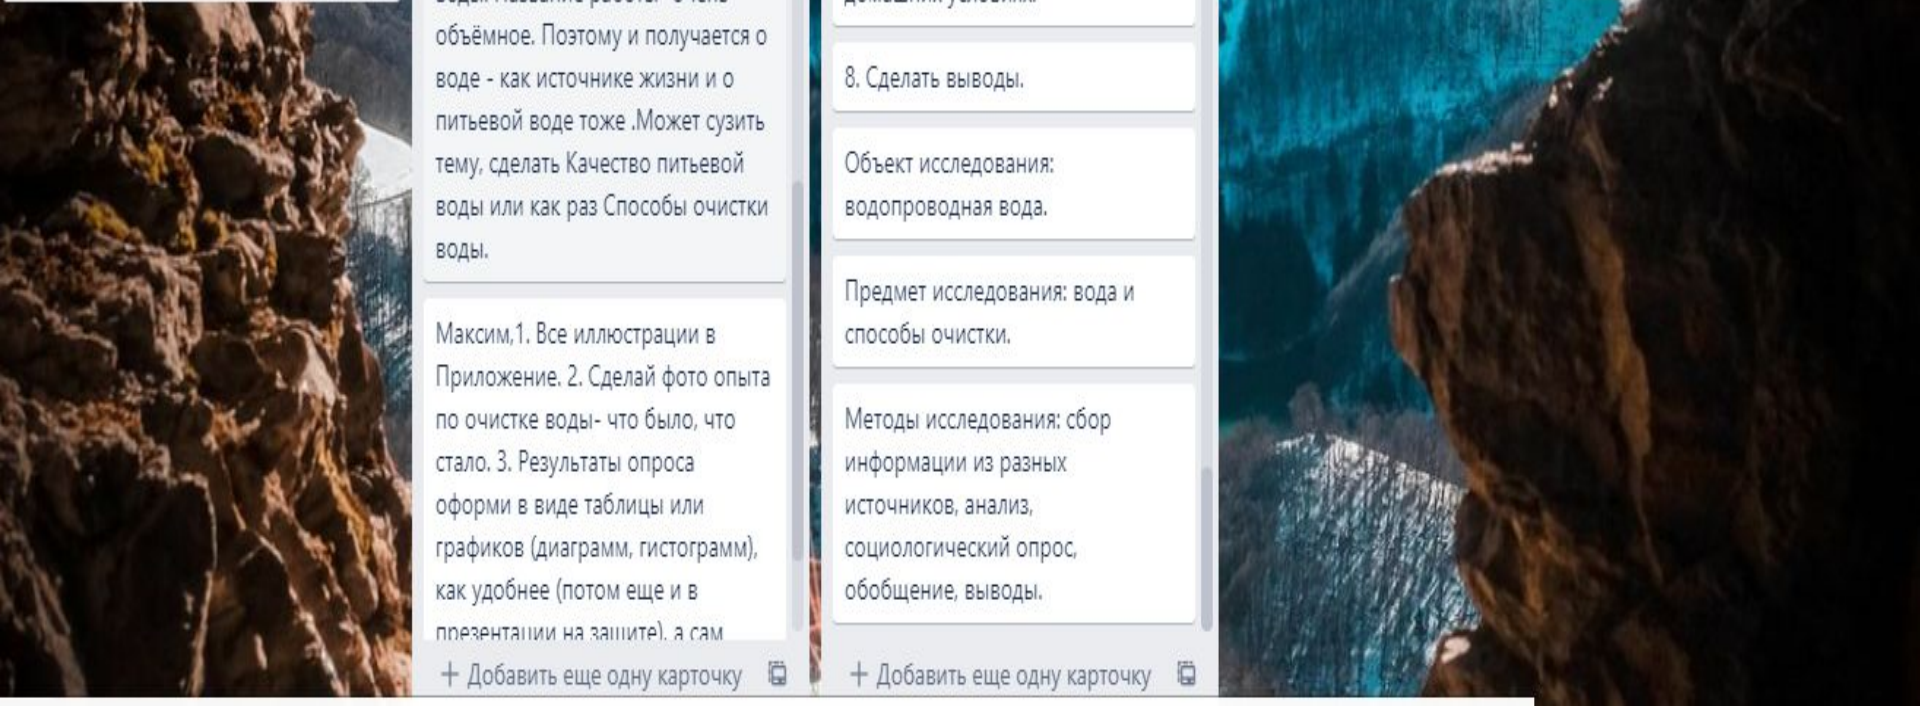 объёмное. Поэтому и получается о
воде - как источнике жизни и о
питьевой воде тоже .Может сузить
тему, сделать Качество питьевой
воды или как раз Способы очистки
воды.
Максим,1. Все иллюстрации в
Приложение. 2. Сделай фото опыта
по очистке воды- что было, что
стало. 3. Результаты опроса
оформи в виде таблицы или
графиков (диаграмм, гистограмм),
как удобнее (потом еще и в
презентации на защите), а сам
+ Добавить еще одну карточку
8. Сделать выводы.
Объект исследования:
водопроводная вода.
Предмет исследования: вода и
способы очистки.
Методы исследования: сбор
информации из разных
источников, анализ,
социологический опрос,
обобщение, выводы.
+ Добавить еще одну карточку